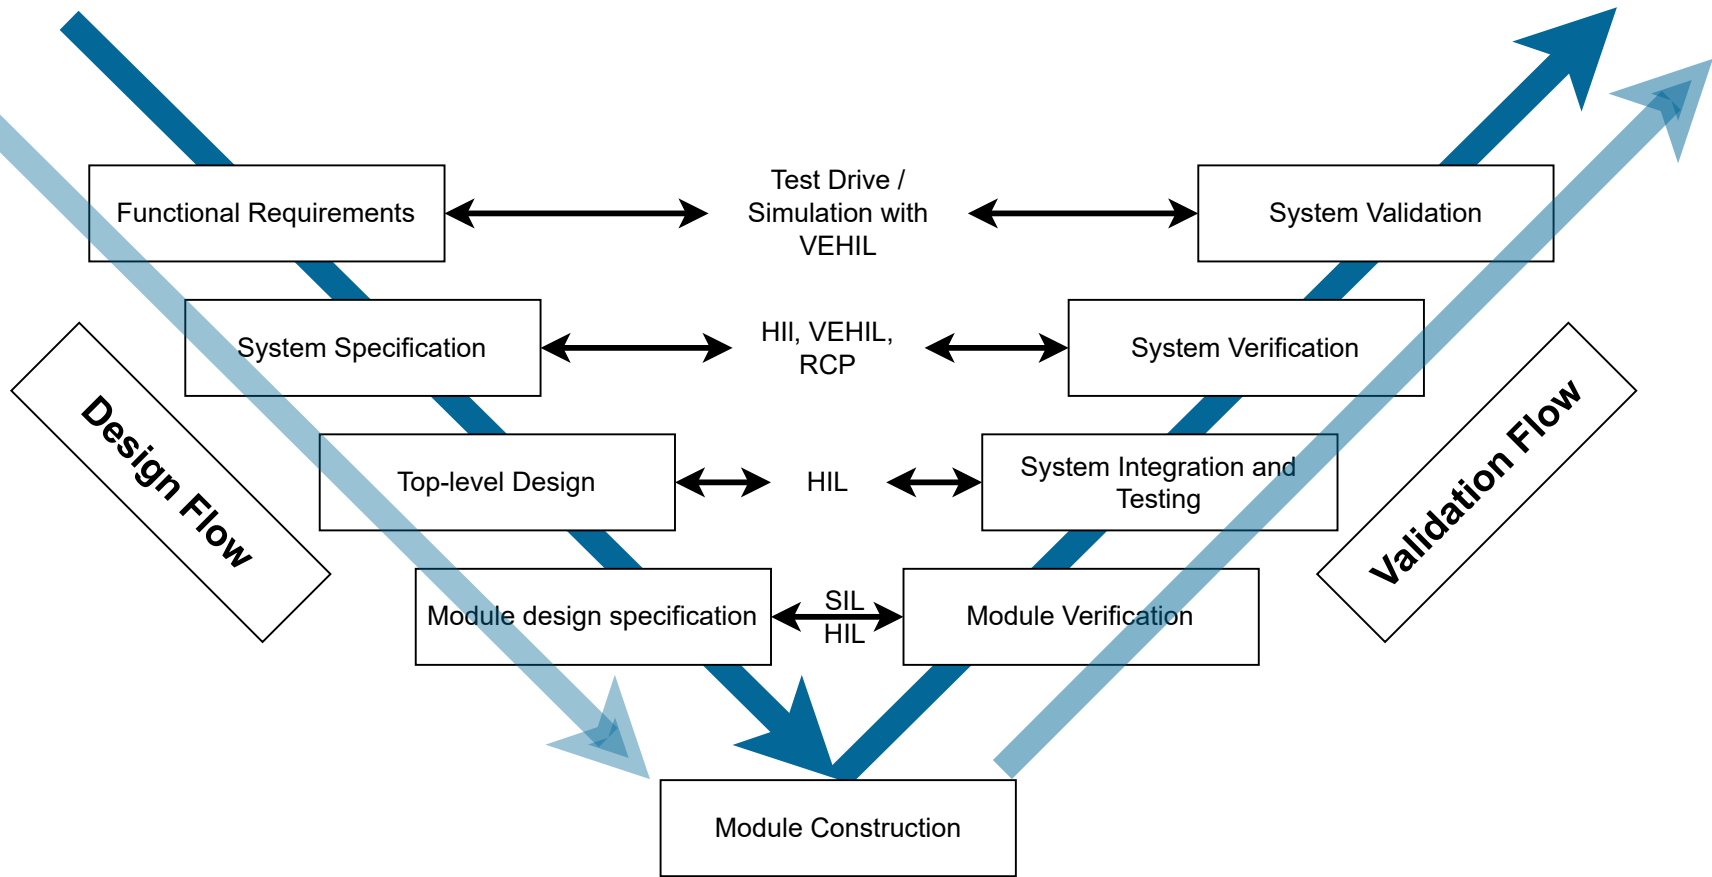 Test Drive /
Functional Requirements
Simulation with
System Validation
VEHIL
System Specification
HII, VEHIL,
RCP
System Verification
Design Flow
Validation Flow
Top-level Design
HIL
System Integration and
Testing
Module design specification
SIL
HIL
Module Verification
Module Construction